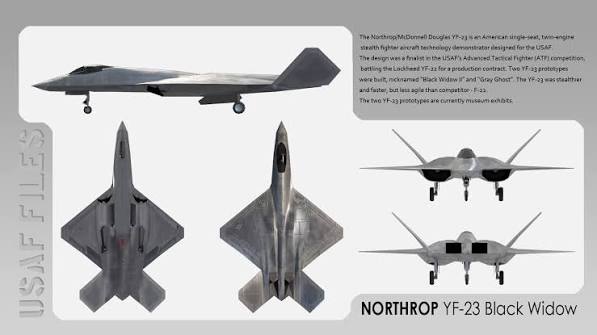 The Northrop/McDonnell Dougles YF-23 is an American single-seat, twin-engine
stealth fighter aircraft technology demonstrator designed for the USAF.
The design was a finalist in the USAF's Advanced Tactical Fighter (ATF) competition,
battling the Lockheed YF-22 for a production contract. Two YF-23 prototypes
were built, nicknamed "Black Widow II" and "Gray Ghost". The YF-23 was stealthier
and faster, but less agile than competitor - F-22.
The two YF-23 prototypes are currently museum exhibits.
USAF FILES
NORTHROP YF-23 Black Widow